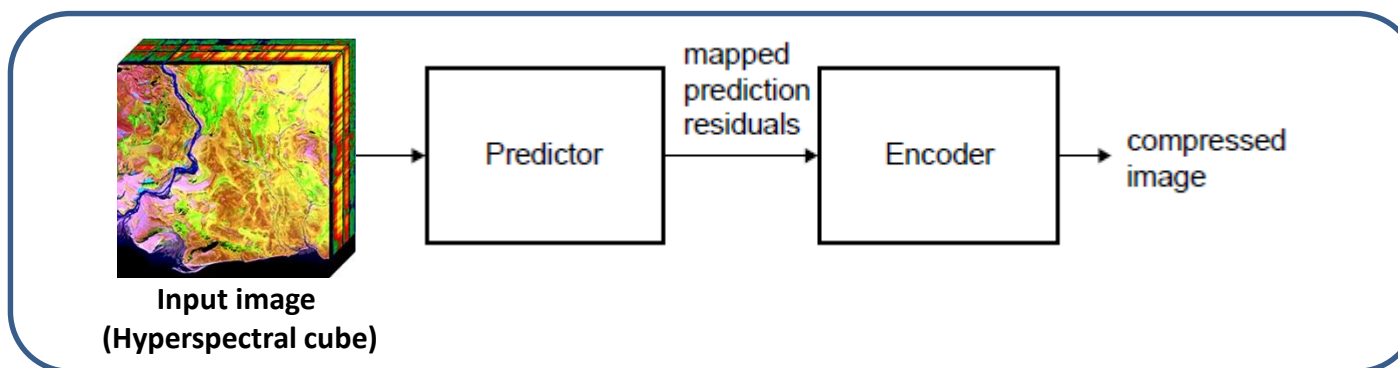 Input image
(Hyperspectral cube)
Predictor
mapped
prediction
residuals
Encoder
compressed
image